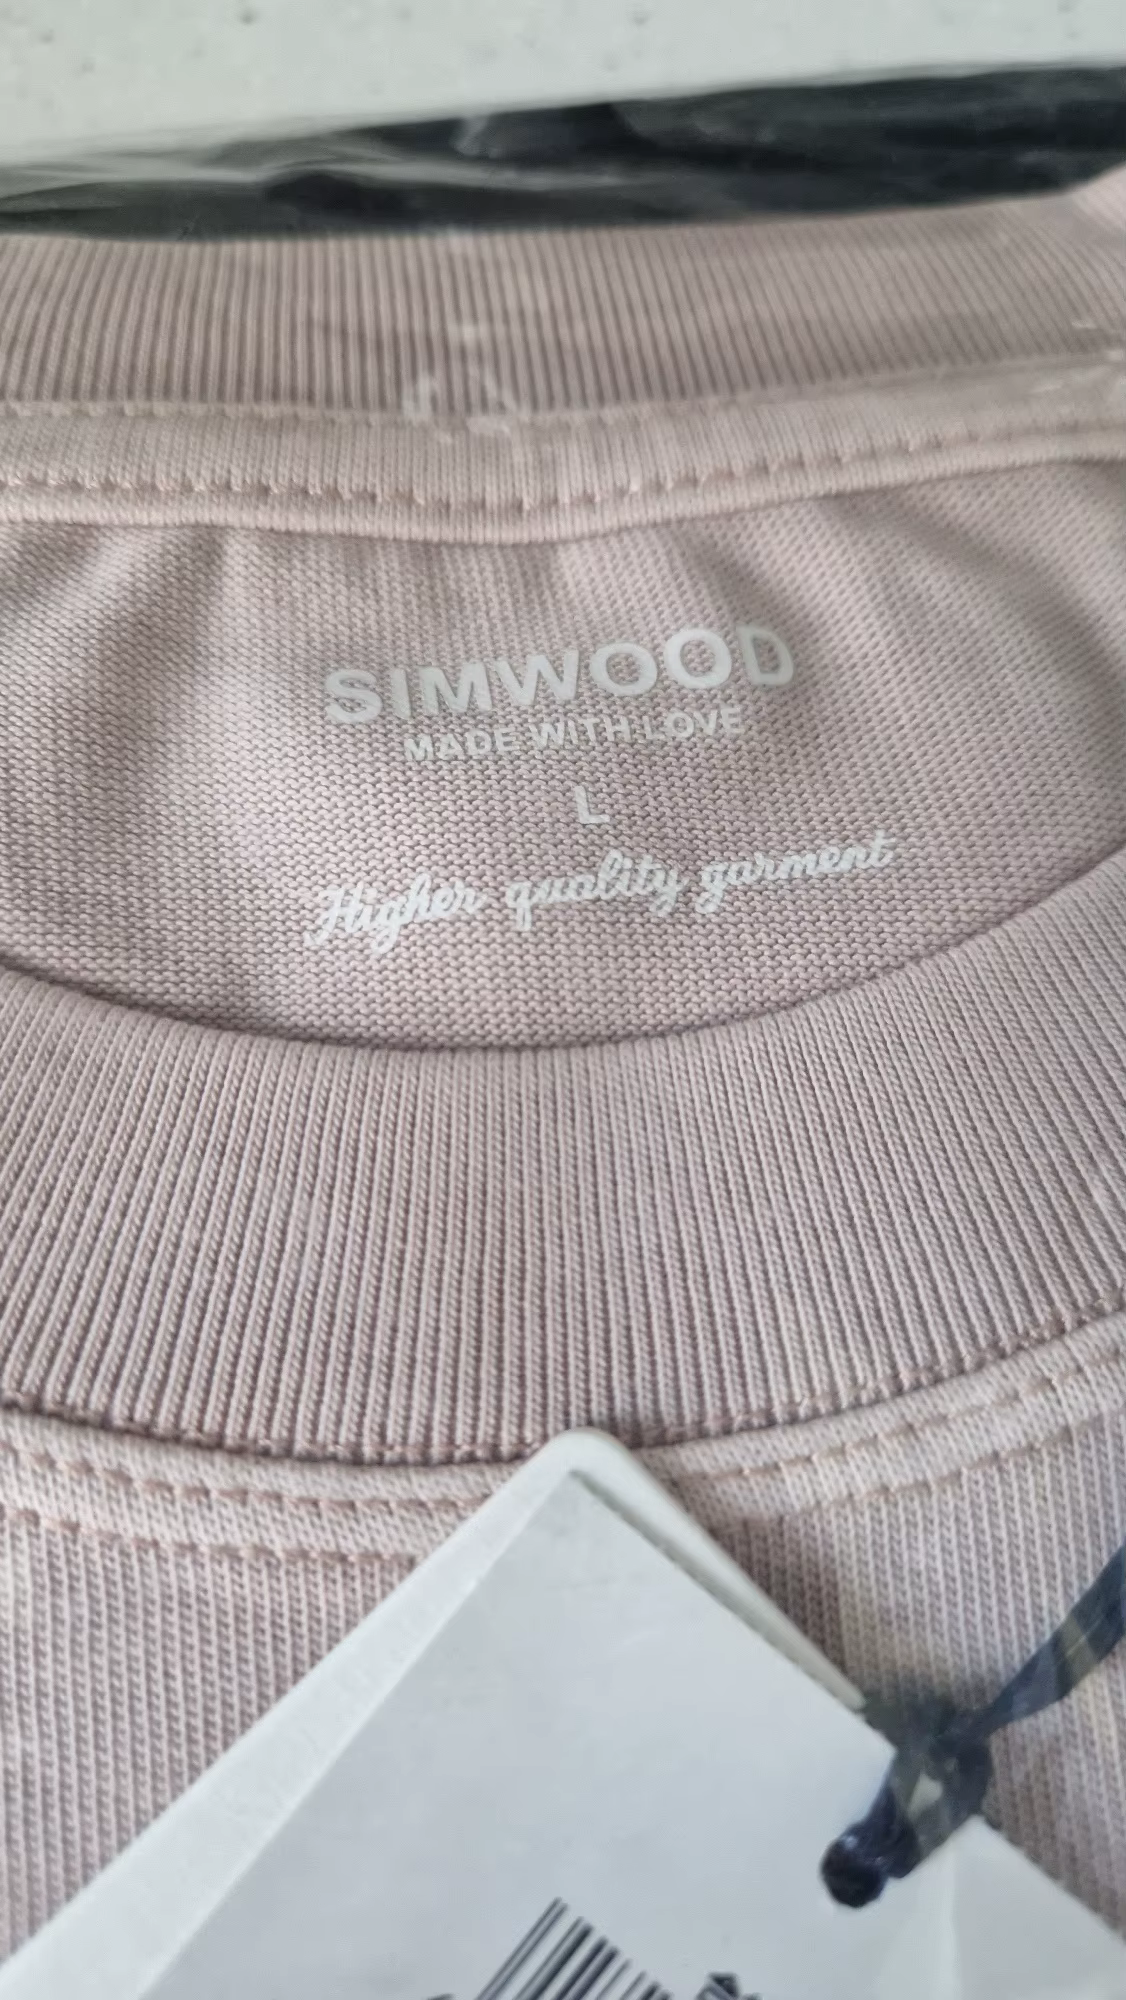 SIMWOOD
MADE WITH LOVE
L
Higher quality garment